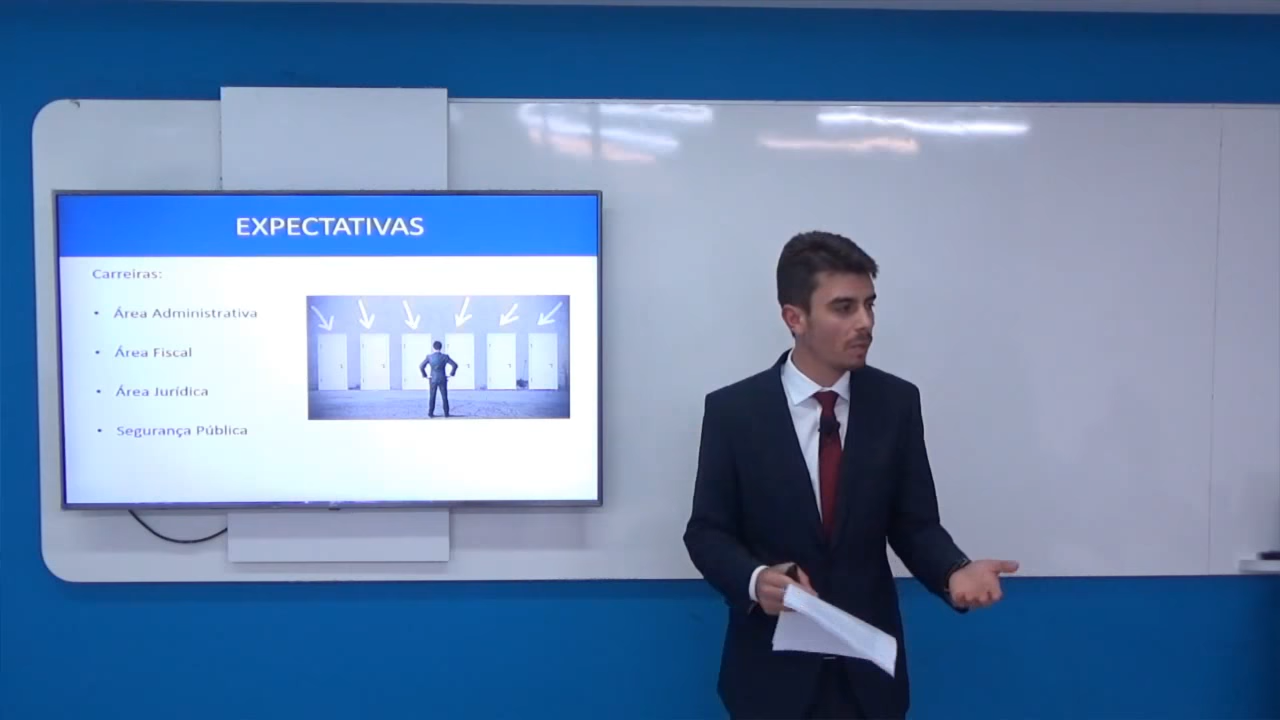 EXPECTATIVAS
Carreiras:
• Área Administrativa
• Área Fiscal
• Área Jurídica
• Segurança Pública